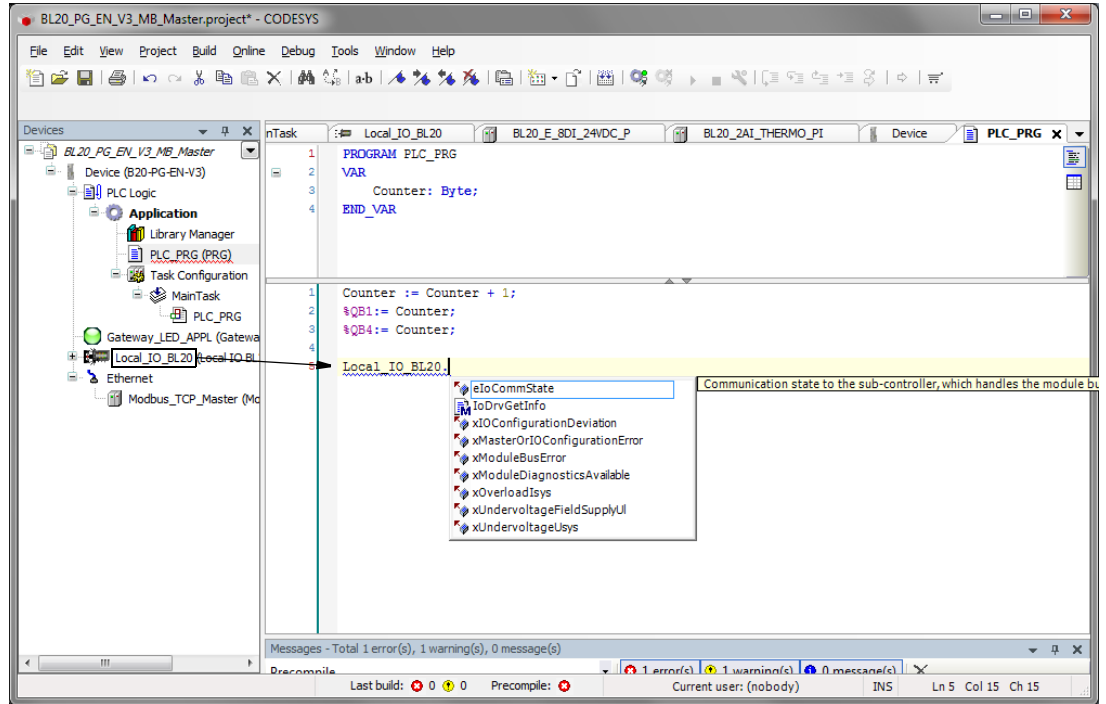 BL20_PG_EN_V3_MB_Master.project* - CODESYS
File Edit View Project Build Online Debug Tools Window Help
Devices
nTask Local_IO_BL20 BL20_E_8DI_24VDC_P BL20_2AI_THERMO_PI Device PLC_PRG
BL20_PG_EN_V3_MB_Master
Device (B20-PG-EN-V3)
PLC Logic
Application
Library Manager
PLC_PRG (PRG)
Task Configuration
MainTask
PLC_PRG
Gateway_LED_APPL (Gatewa
Local_IO_BL20 (Local IO BL
Ethernet
Modbus_TCP_Master (Mo
1 PROGRAM PLC_PRG
2 VAR
3 Counter: Byte;
4 END_VAR
1 Counter := Counter + 1;
2 %QB1:= Counter;
3 %QB4:= Counter;
4
5 Local_IO_BL20.
eIoCommState
IoDrvGetInfo
xIOConfigurationDeviation
xMasterOrIOConfigurationError
xModuleBusError
xModuleDiagnosticsAvailable
xOverloadIsys
xUndervoltageFieldSupplyUl
xUndervoltageUsys
Communication state to the sub-controller, which handles the module bu
Messages - Total 1 error(s), 1 warning(s), 0 message(s)
Precompile 1 error(s) 1 warning(s) 0 message(s)
Last build: 0 0 Precompile: Current user: (nobody) INS Ln 5 Col 15 Ch 15